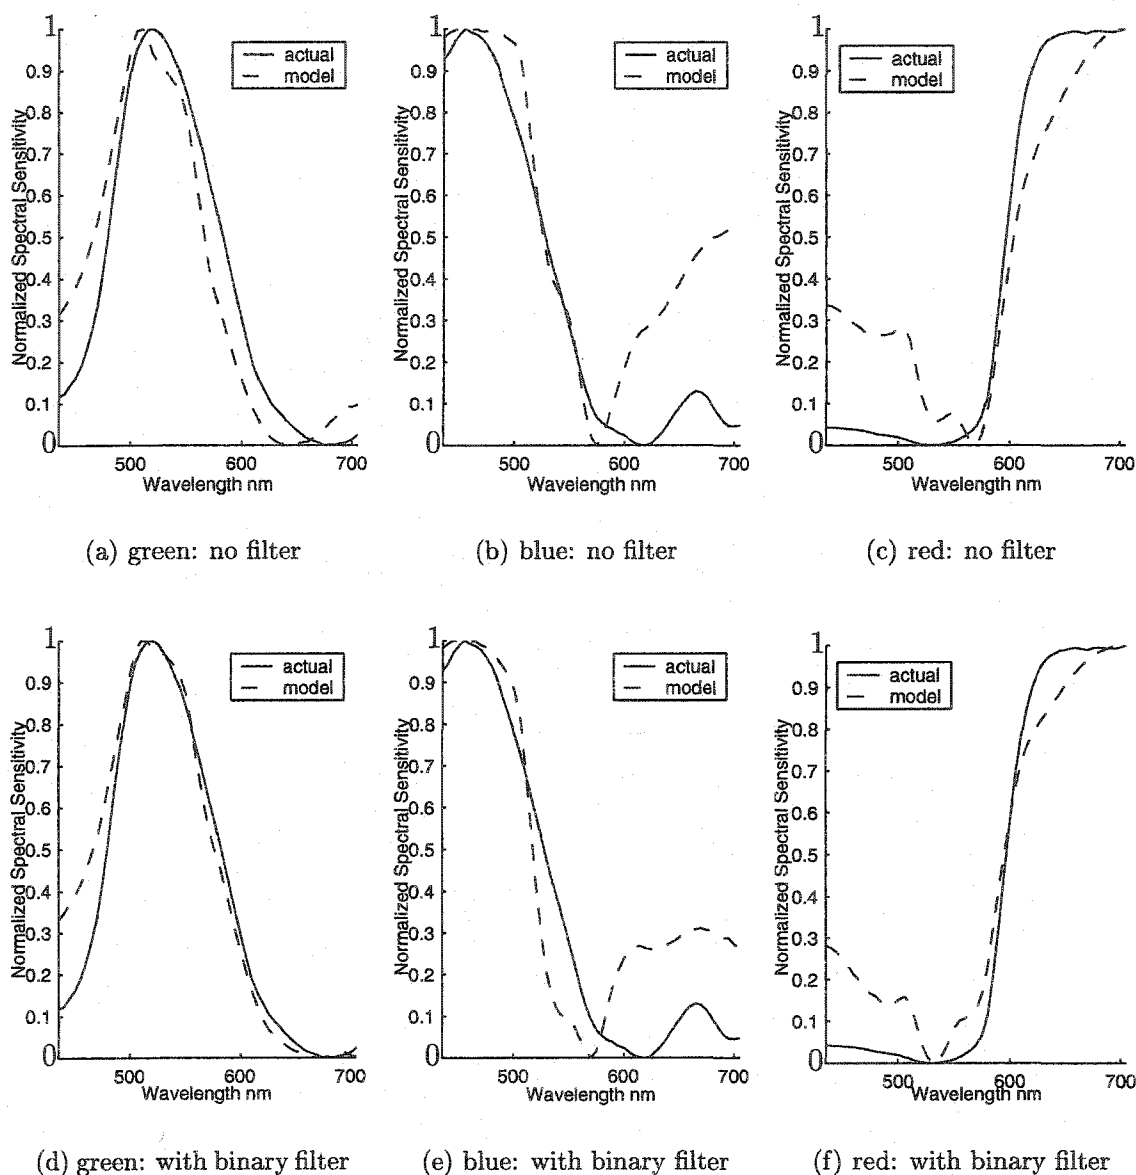 1
0.9
0.8
0.7
0.6
0.5
0.4
0.3
0.2
0.1
0
Normalized Spectral Sensitivity
actual
model
500
600
700
Wavelength nm
(a) green: no filter
1
0.9
0.8
0.7
0.6
0.5
0.4
0.3
0.2
0.1
0
Normalized Spectral Sensitivity
actual
model
500
600
700
Wavelength nm
(b) blue: no filter
1
0.9
0.8
0.7
0.6
0.5
0.4
0.3
0.2
0.1
0
Normalized Spectral Sensitivity
actual
model
500
600
700
Wavelength nm
(c) red: no filter
1
0.9
0.8
0.7
0.6
0.5
0.4
0.3
0.2
0.1
0
Normalized Spectral Sensitivity
actual
model
500
600
700
Wavelength nm
(d) green: with binary filter
1
0.9
0.8
0.7
0.6
0.5
0.4
0.3
0.2
0.1
0
Normalized Spectral Sensitivity
actual
model
500
600
700
Wavelength nm
(e) blue: with binary filter
1
0.9
0.8
0.7
0.6
0.5
0.4
0.3
0.2
0.1
0
Normalized Spectral Sensitivity
actual
model
500
600
700
Wavelength nm
(f) red: with binary filter